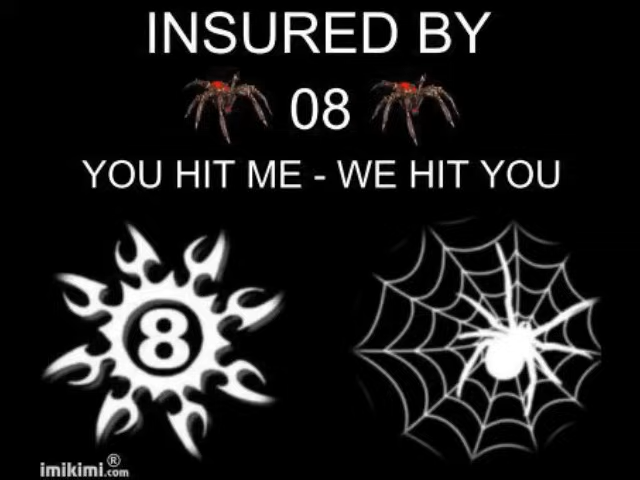 INSURED BY
08
YOU HIT ME - WE HIT YOU
8
imikimi.com®